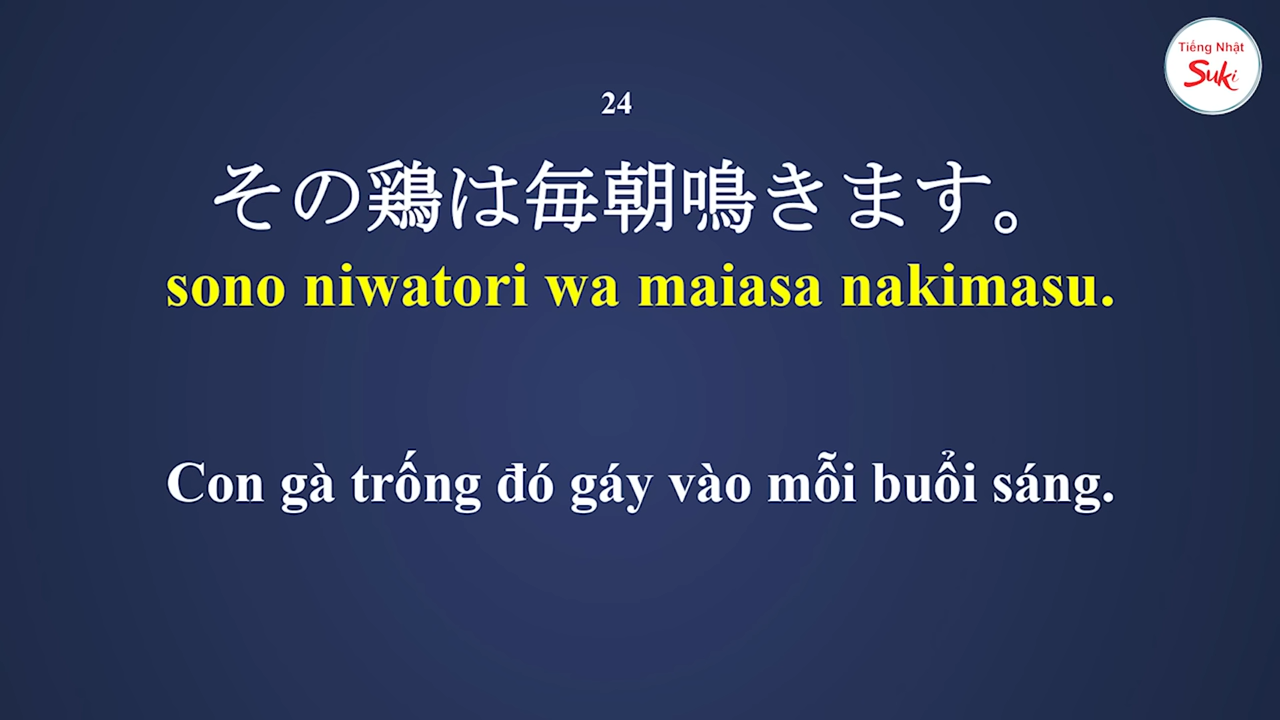 Tiếng Nhật
Suki
24
その鶏は毎朝鳴きます。
sono niwatori wa maiasa nakimasu.
Con gà trống đó gáy vào mỗi buổi sáng.